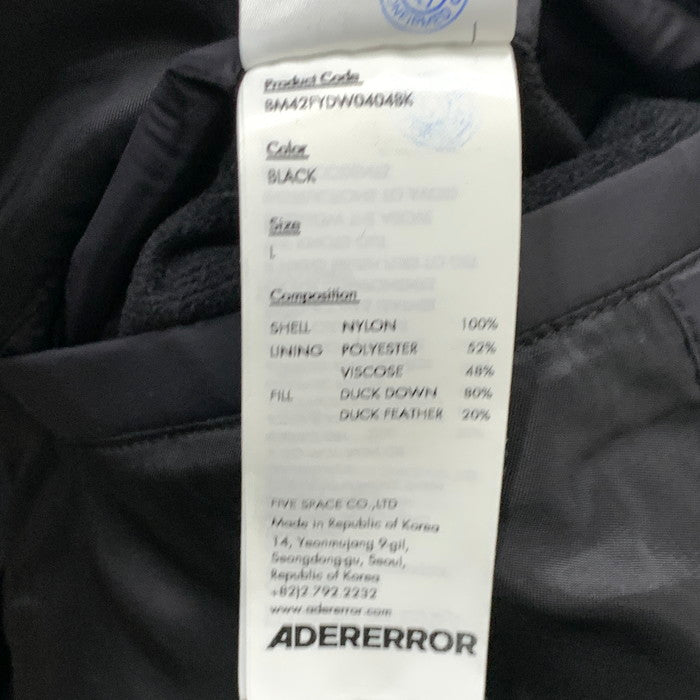 Product Code
BM42FYDW0404BK
Color
BLACK
Size
L
Composition
SHELL NYLON 100%
LINING POLYESTER 52%
VISCOSE 48%
FILL DUCK DOWN 80%
DUCK FEATHER 20%
FIVE SPACE CO.,LTD
Made in Republic of Korea
14, Yeonmujang 9-gil,
Seongdong-gu, Seoul,
Republic of Korea
+82)2 792 2232
www.adererror.com
ADERERROR